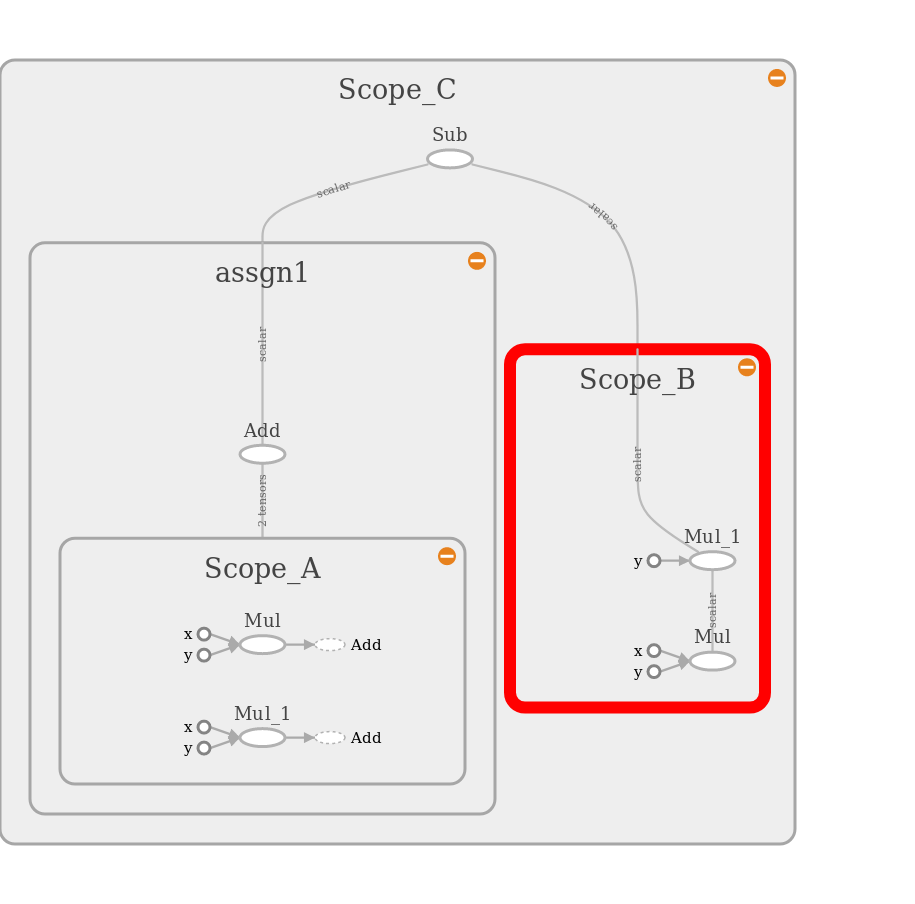 Scope_C
Sub
scalar
scalar
assgn1
scalar
Add
2 tensors
Scope_A
Mul
x
y
Add
Mul_1
x
y
Add
Scope_B
scalar
Mul_1
y
scalar
Mul
x
y